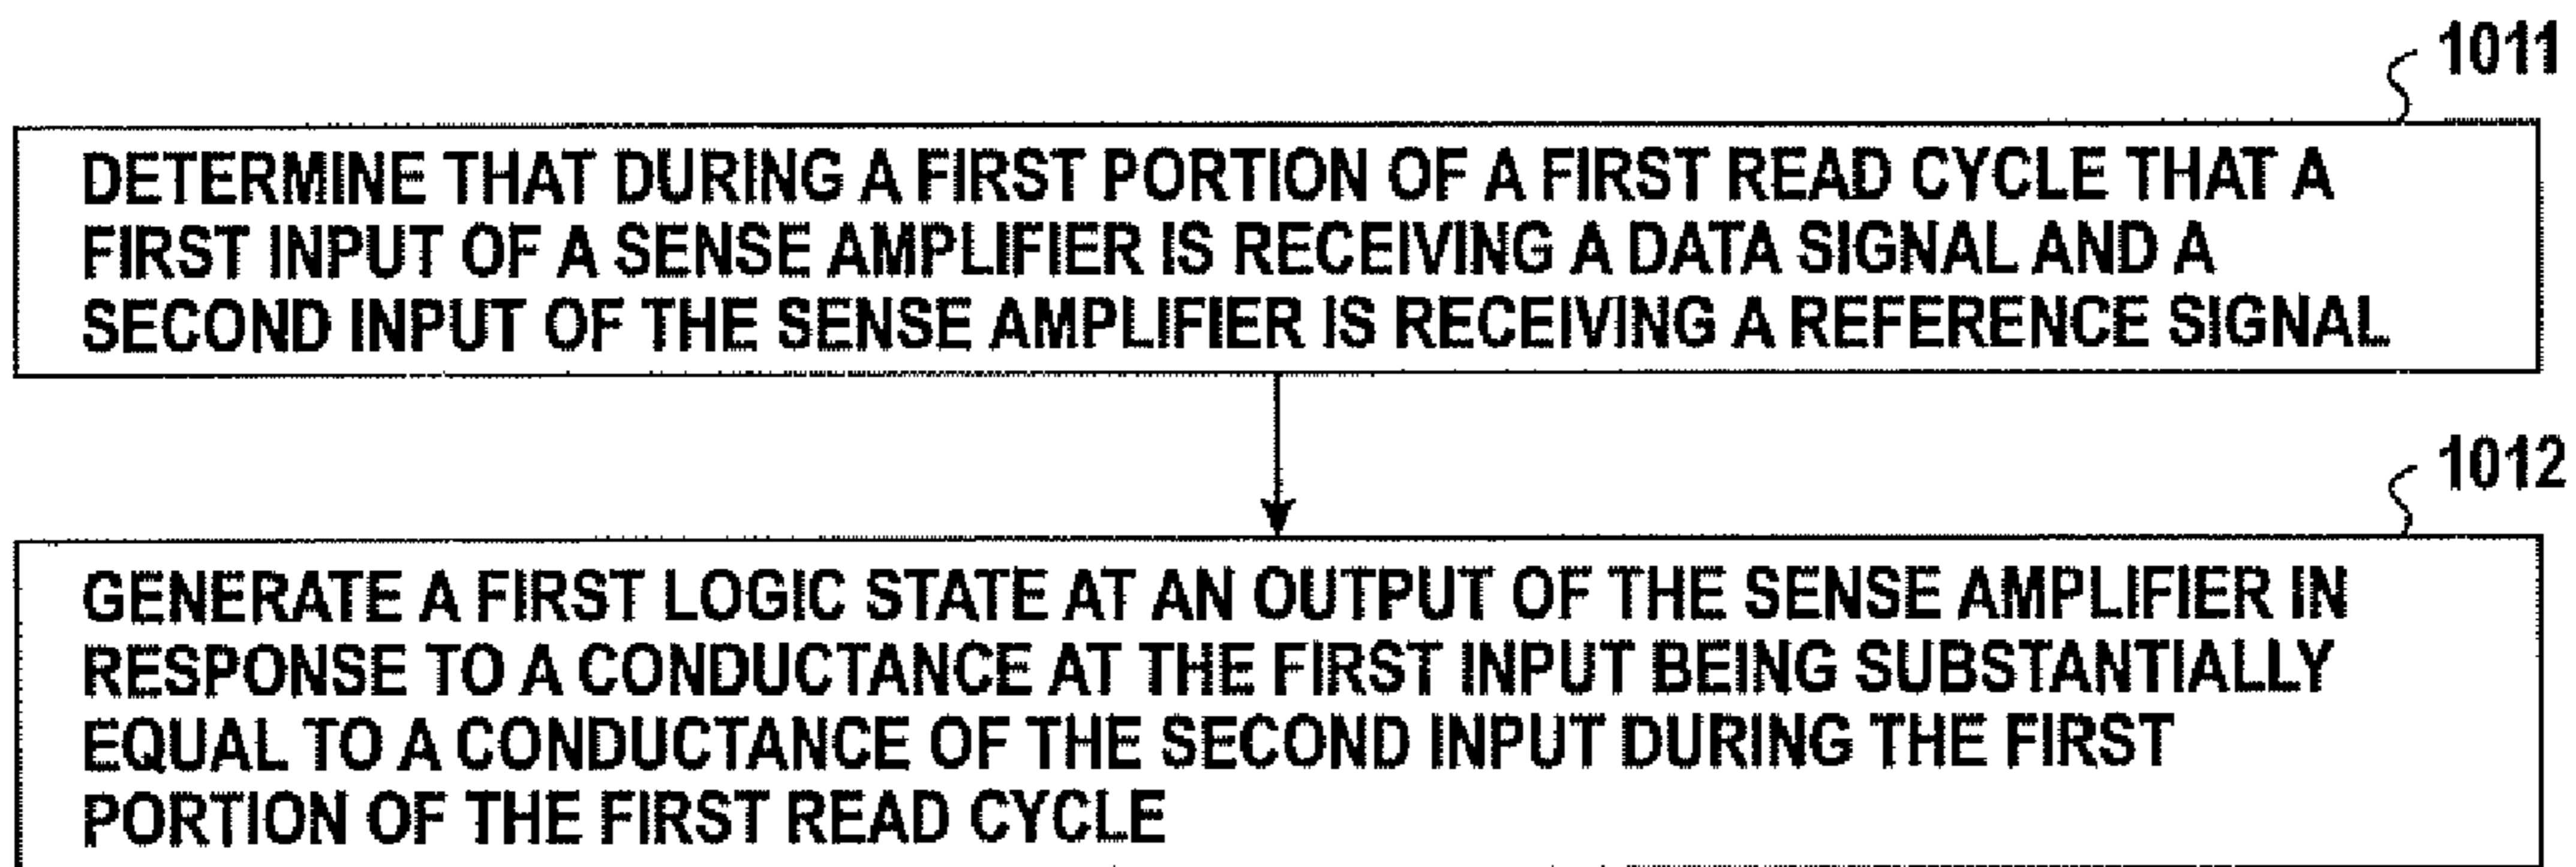 1011
DETERMINE THAT DURING A FIRST PORTION OF A FIRST READ CYCLE THAT A
FIRST INPUT OF A SENSE AMPLIFIER IS RECEIVING A DATA SIGNAL AND A
SECOND INPUT OF THE SENSE AMPLIFIER IS RECEIVING A REFERENCE SIGNAL
1012
GENERATE A FIRST LOGIC STATE AT AN OUTPUT OF THE SENSE AMPLIFIER IN
RESPONSE TO A CONDUCTANCE AT THE FIRST INPUT BEING SUBSTANTIALLY
EQUAL TO A CONDUCTANCE OF THE SECOND INPUT DURING THE FIRST
PORTION OF THE FIRST READ CYCLE